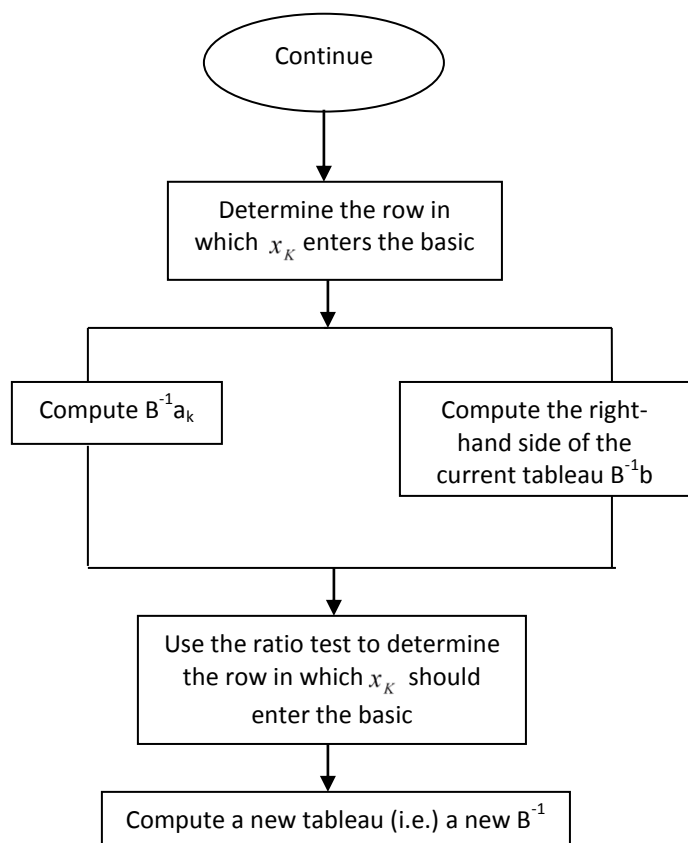 Continue
Determine the row in
which x_K enters the basic
Compute B⁻¹aₖ
Compute the right-
hand side of the
current tableau B⁻¹b
Use the ratio test to determine
the row in which x_K should
enter the basic
Compute a new tableau (i.e.) a new B⁻¹